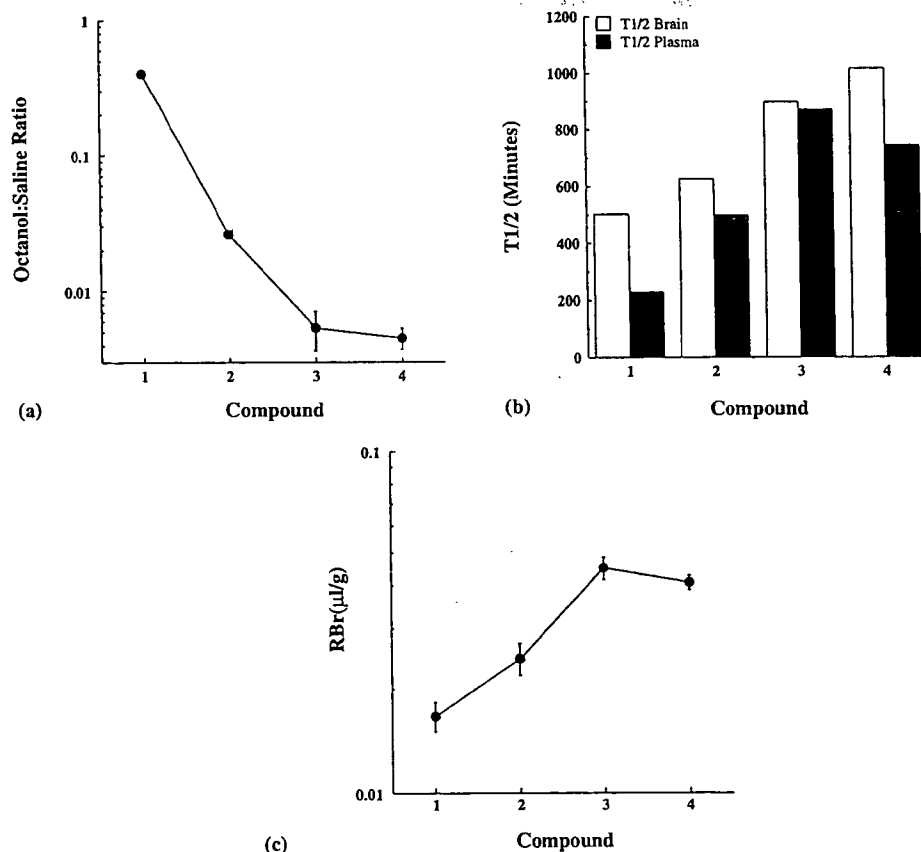 1
0.1
0.01
Octanol:Saline Ratio
1 2 3 4
Compound
(a)
T1/2 Brain
T1/2 Plasma
1200
1000
800
600
400
200
0
T1/2 (Minutes)
1 2 3 4
Compound
(b)
0.1
0.01
RBr(µl/g)
1 2 3 4
Compound
(c)